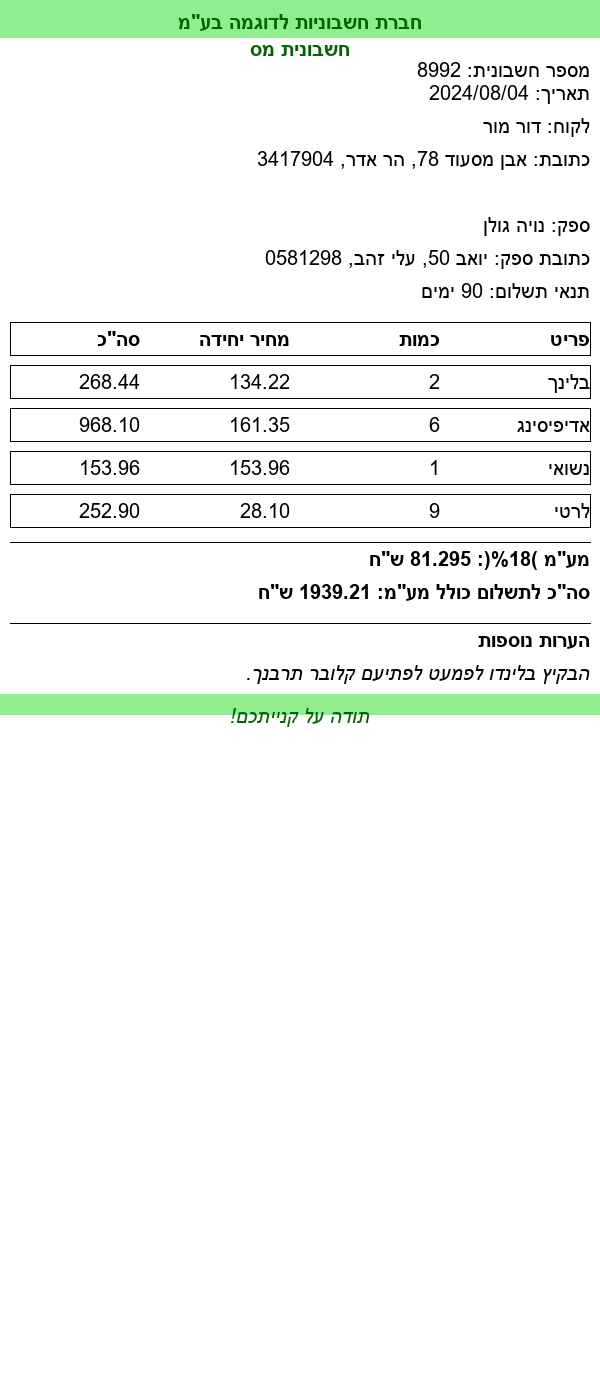 חברת חשבוניות לדוגמה בע"מ
חשבונית מס
מספר חשבונית: 8992
תאריך: 2024/08/04
לקוח: דור מור
כתובת: אבן מסעוד 78, הר אדר, 3417904
ספק: נויה גולן
כתובת ספק: יואב 50, עלי זהב, 0581298
תנאי תשלום: 90 ימים
פריט כמות מחיר יחידה סה"כ
בלינך 2 134.22 268.44
אדיפיסינג 6 161.35 968.10
נשואי 1 153.96 153.96
לרטי 9 28.10 252.90
מע"מ )18%(: 81.295 ש"ח
סה"כ לתשלום כולל מע"מ: 1939.21 ש"ח
הערות נוספות
הבקיץ בלינדו לפמעט לפתיעם קלובר תרבנך.
תודה על קנייתכם!